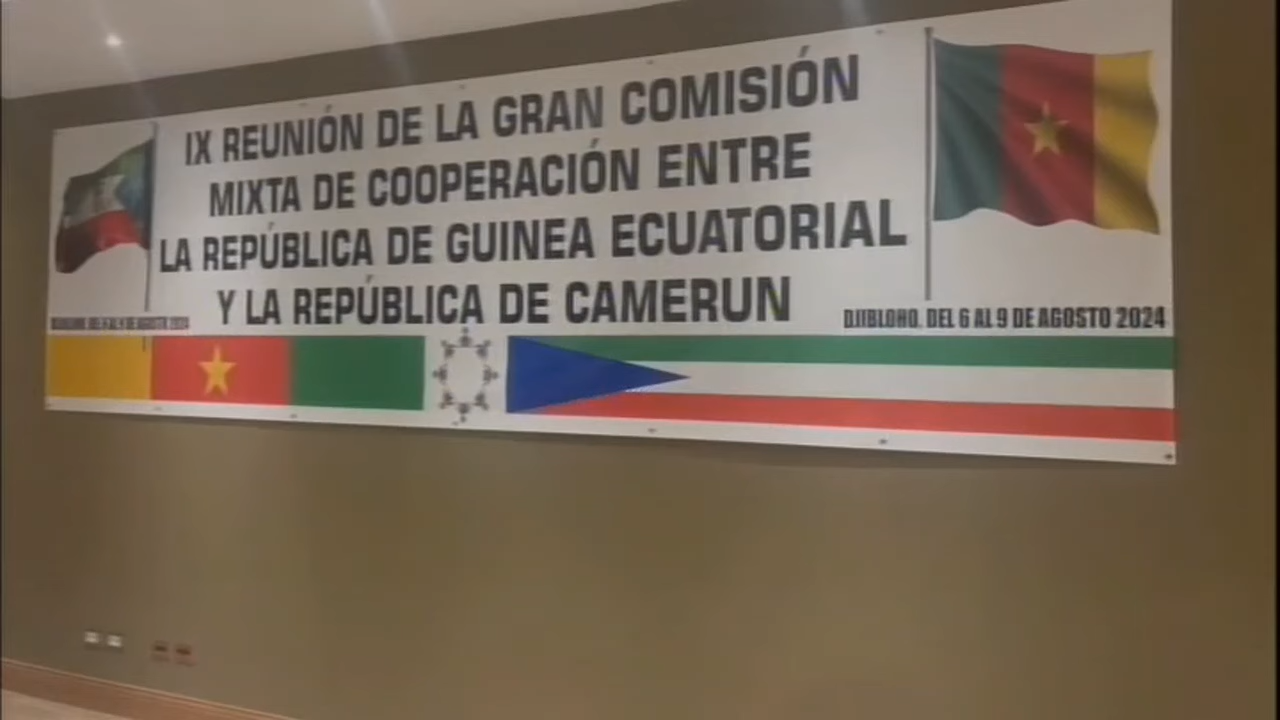 IX REUNIÓN DE LA GRAN COMISIÓN
MIXTA DE COOPERACIÓN ENTRE
LA REPÚBLICA DE GUINEA ECUATORIAL
Y LA REPÚBLICA DE CAMERUN
DJIBLOHO, DEL 6 AL 9 DE AGOSTO 2024